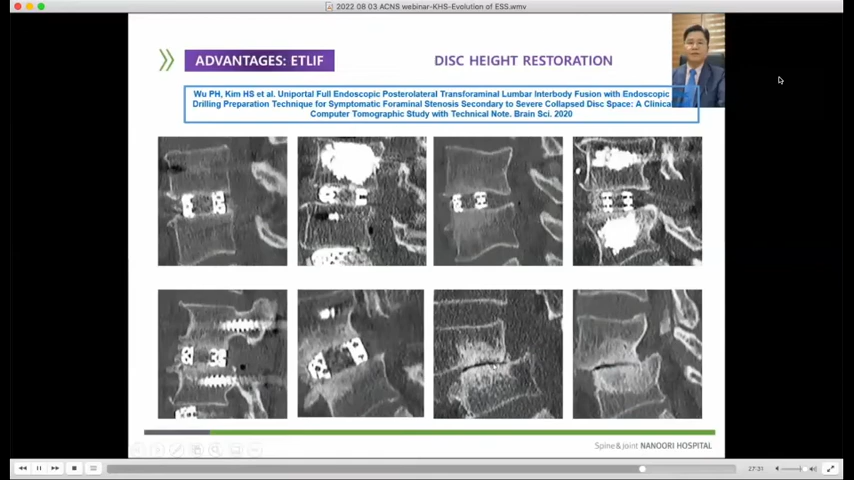 2022 08 03 ACNS webinar-KHS-Evolution of ESS.wmv
ADVANTAGES: ETLIF
DISC HEIGHT RESTORATION
Wu PH, Kim HS et al. Uniportal Full Endoscopic Posterolateral Transforaminal Lumbar Interbody Fusion with Endoscopic
Drilling Preparation Technique for Symptomatic Foraminal Stenosis Secondary to Severe Collapsed Disc Space: A Clinical
Computer Tomographic Study with Technical Note. Brain Sci. 2020
Spine & Joint NANOORI HOSPITAL
27:31